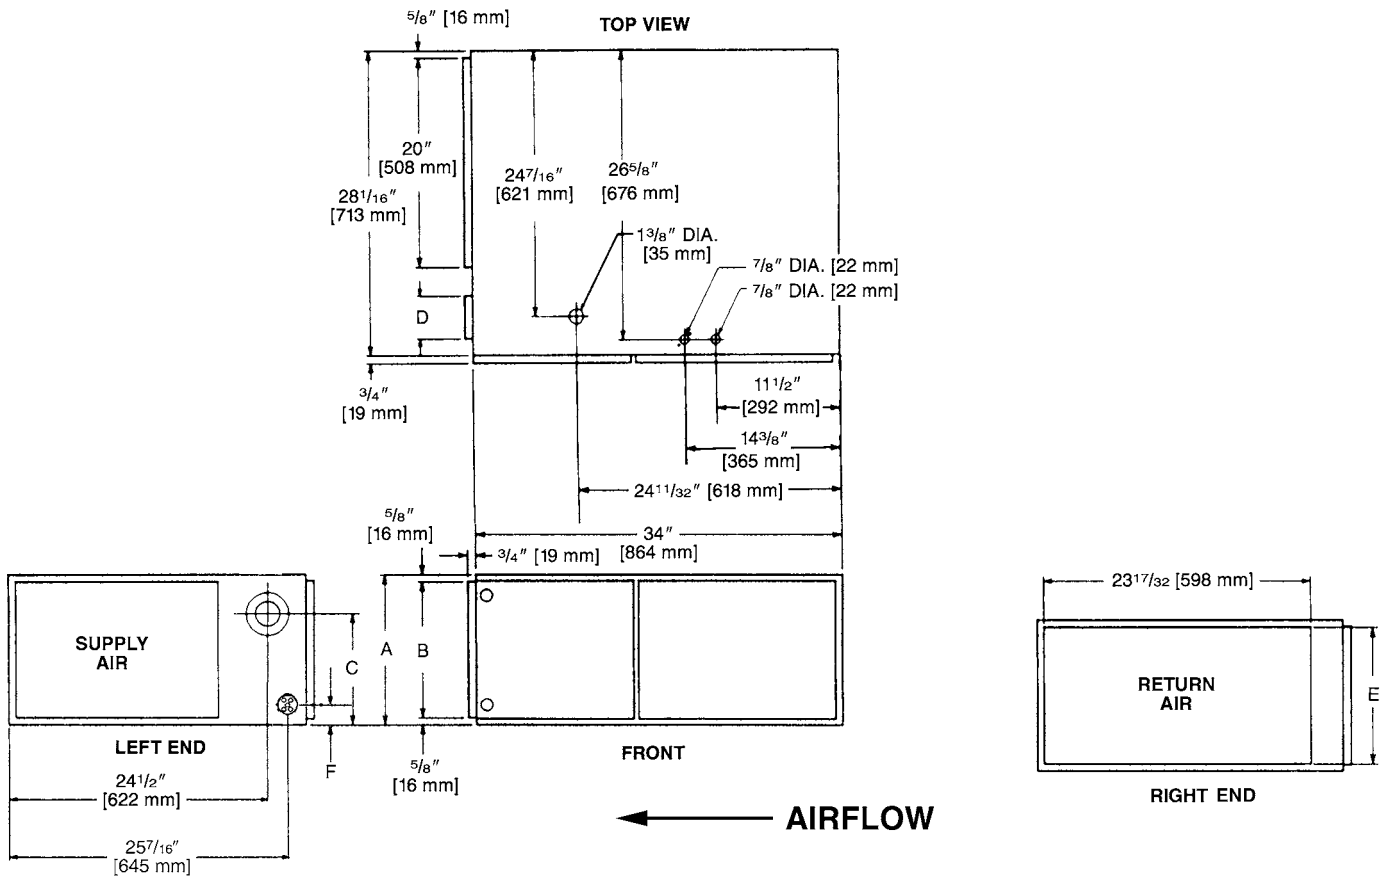 5/8″ [16 mm]
TOP VIEW
20″
[508 mm]
28 1/16″
[713 mm]
24 7/16″
[621 mm]
26 5/8″
[676 mm]
1 3/8″ DIA.
[35 mm]
7/8″ DIA. [22 mm]
7/8″ DIA. [22 mm]
D
3/4″
[19 mm]
11 1/2″
[292 mm]
14 3/8″
[365 mm]
24 11/32″ [618 mm]
5/8″
[16 mm]
34″
[864 mm]
3/4″ [19 mm]
SUPPLY
AIR
C
A
B
F
LEFT END
24 1/2″
[622 mm]
25 7/16″
[645 mm]
5/8″
[16 mm]
FRONT
AIRFLOW
23 17/32 [598 mm]
RETURN
AIR
E
RIGHT END